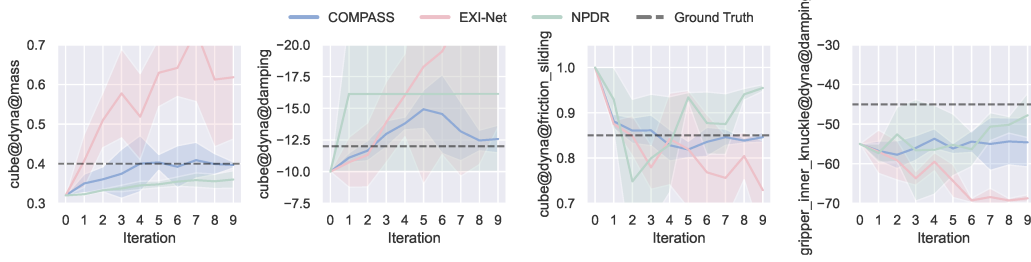 COMPASS EXI-Net NPDR Ground Truth
cube@dyna@mass
0.7
0.6
0.5
0.4
0.3
0 1 2 3 4 5 6 7 8 9
Iteration
cube@dyna@damping
−20.0
−17.5
−15.0
−12.5
−10.0
−7.5
0 1 2 3 4 5 6 7 8 9
Iteration
cube@dyna@friction_sliding
1.0
0.9
0.8
0.7
0 1 2 3 4 5 6 7 8 9
Iteration
gripper_inner_knuckle@dyna@damping
−30
−40
−50
−60
−70
0 1 2 3 4 5 6 7 8 9
Iteration